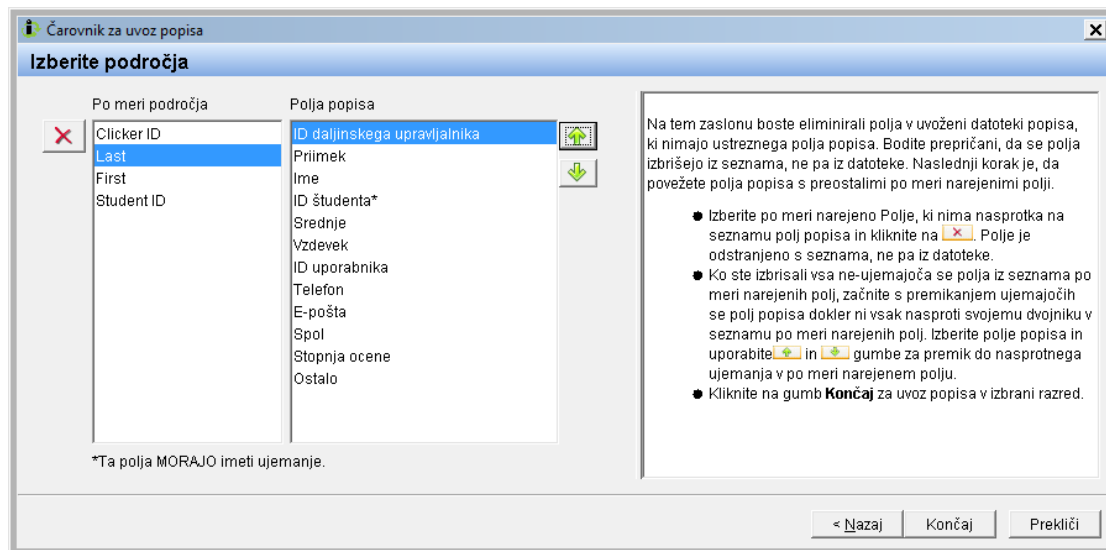 Čarovnik za uvoz popisa
Izberite področja
Po meri področja
Clicker ID
Last
First
Student ID
Polja popisa
ID daljinskega upravljalnika
Priimek
Ime
ID študenta*
Srednje
Vzdevek
ID uporabnika
Telefon
E-pošta
Spol
Stopnja ocene
Ostalo
*Ta polja MORAJO imeti ujemanje.
Na tem zaslonu boste eliminirali polja v uvoženi datoteki popisa,
ki nimajo ustreznega polja popisa. Bodite prepričani, da se polja
izbrišejo iz seznama, ne pa iz datoteke. Naslednji korak je, da
povežete polja popisa s preostalimi po meri narejenimi polji.
Izberite po meri narejeno Polje, ki nima nasprotka na
seznamu polj popisa in kliknite na . Polje je
odstranjeno s seznama, ne pa iz datoteke.
Ko ste izbrisali vsa ne-ujemajoča se polja iz seznama po
meri narejenih polj, začnite s premikanjem ujemajočih
se polj popisa dokler ni vsak nasproti svojemu dvojniku v
seznamu po meri narejenih polj. Izberite polje popisa in
uporabite in gumbe za premik do nasprotnega
ujemanja v po meri narejenem polju.
Kliknite na gumb Končaj za uvoz popisa v izbrani razred.
< Nazaj
Končaj
Prekliči